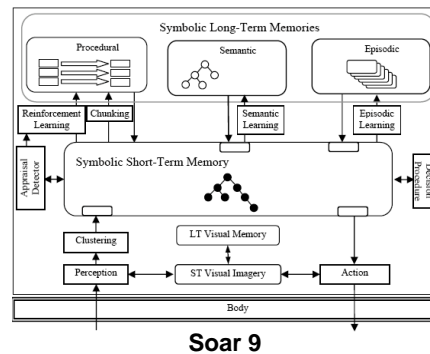 Symbolic Long-Term Memories
Procedural
Semantic
Episodic
Reinforcement
Learning
Chunking
Semantic
Learning
Episodic
Learning
Appraisal
Detector
Symbolic Short-Term Memory
Decision
Procedure
Clustering
LT Visual Memory
Perception
ST Visual Imagery
Action
Body
Soar 9